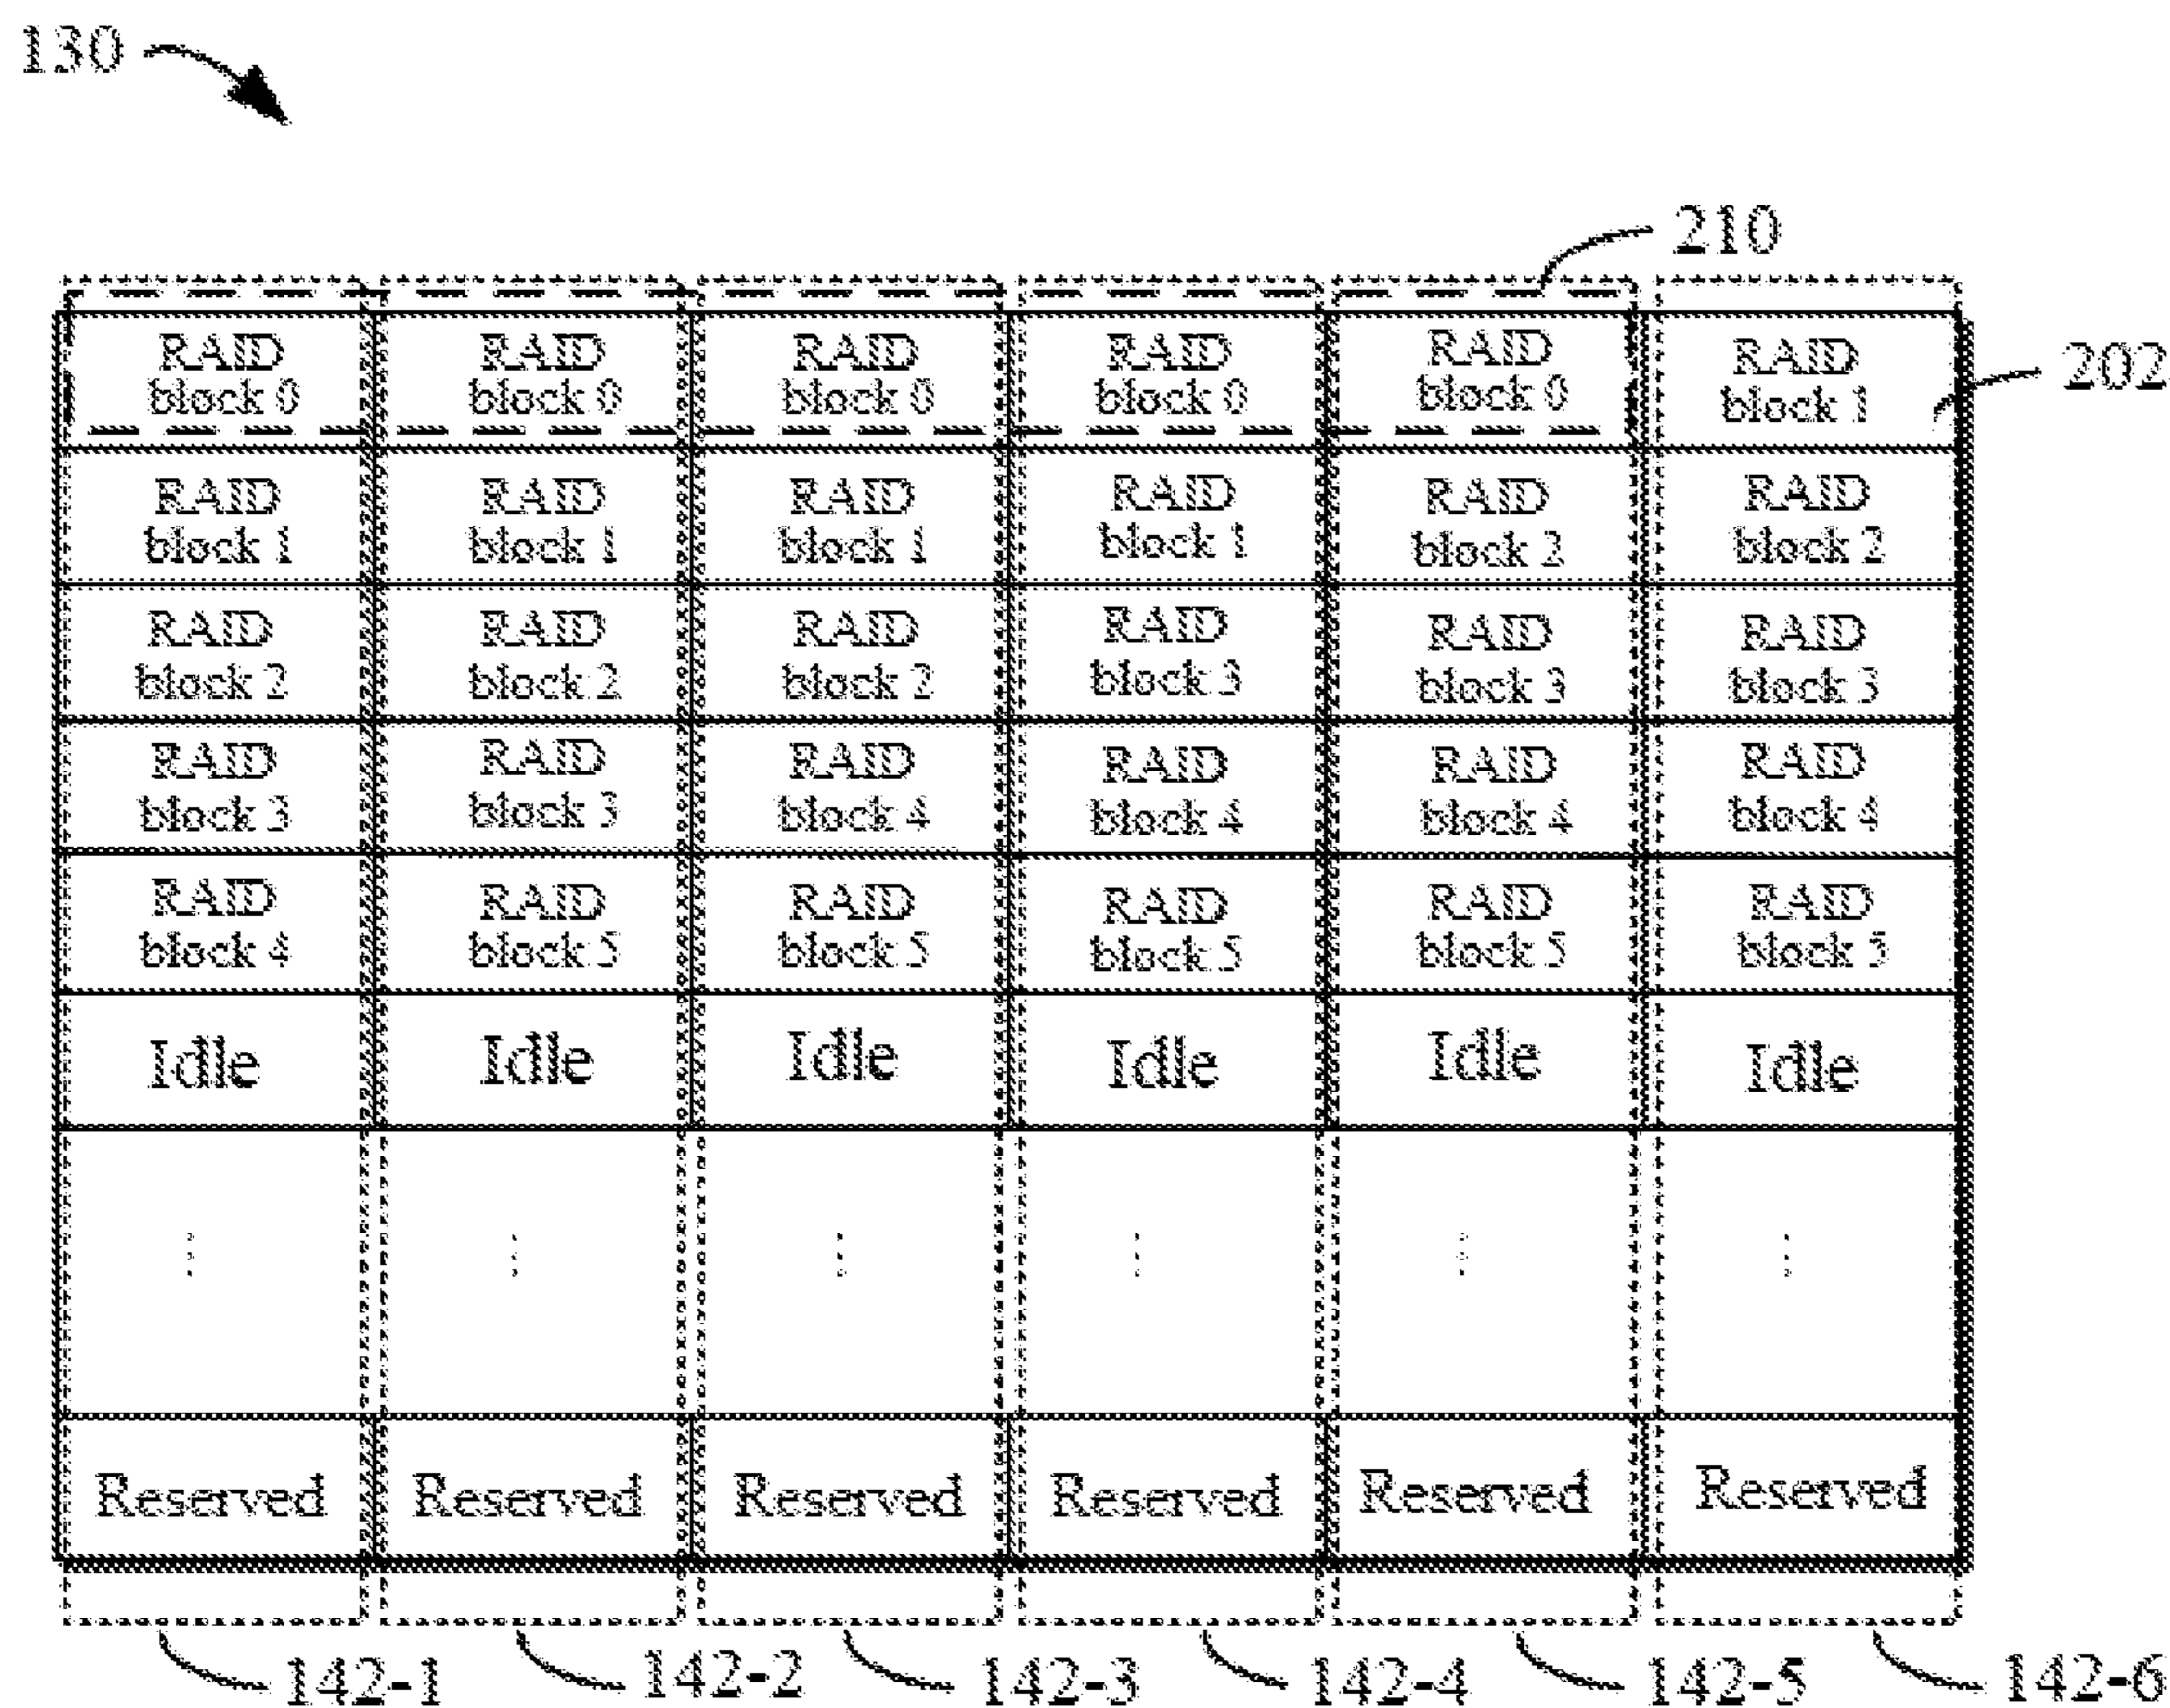 130
210
202
RAID RAID RAID RAID RAID RAID
block 0 block 0 block 0 block 0 block 0 block 1
RAID RAID RAID RAID RAID RAID
block 1 block 1 block 1 block 1 block 2 block 2
RAID RAID RAID RAID RAID RAID
block 2 block 2 block 2 block 3 block 3 block 3
RAID RAID RAID RAID RAID RAID
block 3 block 3 block 4 block 4 block 4 block 4
RAID RAID RAID RAID RAID RAID
block 4 block 5 block 5 block 5 block 5 block 3
Idle Idle Idle Idle Idle Idle
⋮ ⋮ ⋮ ⋮ ⋮ ⋮
Reserved Reserved Reserved Reserved Reserved Reserved
142-1 142-2 142-3 142-4 142-5 142-6